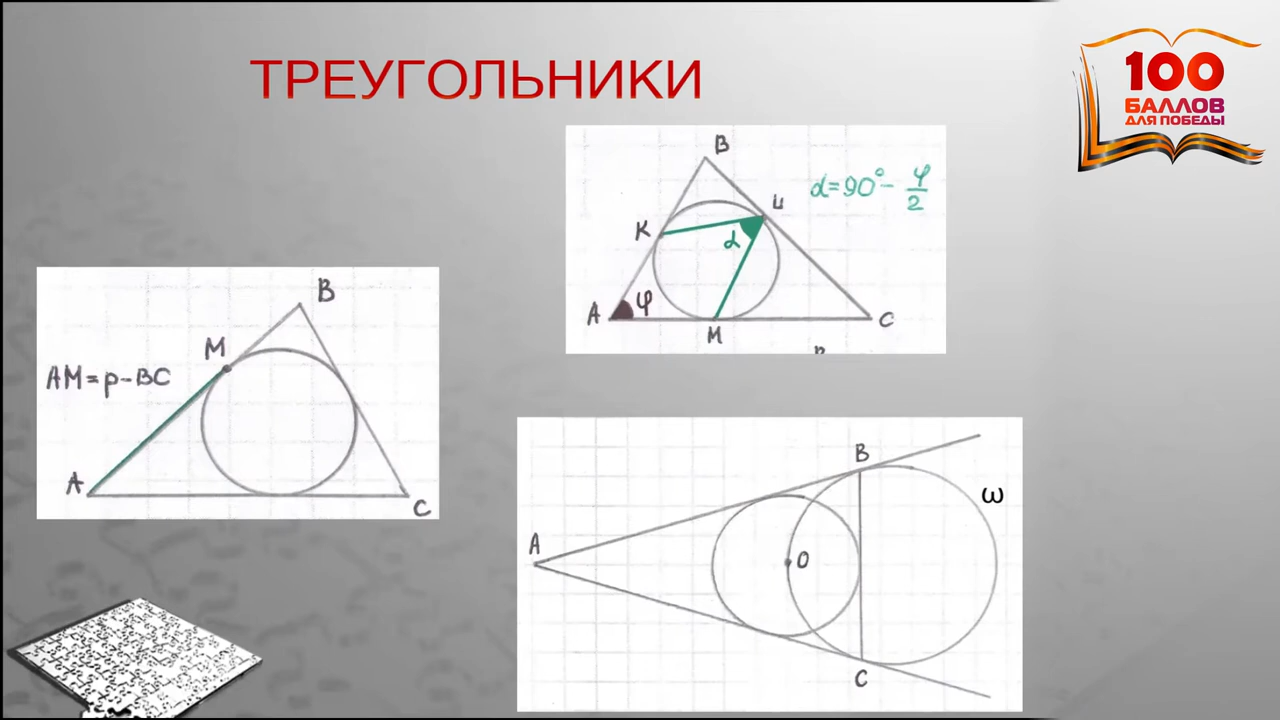 ТРЕУГОЛЬНИКИ
100
БАЛЛОВ
ДЛЯ ПОБЕДЫ
B
α=90°- φ/2
L
K
α
A
φ
M
C
B
M
AM=p-BC
A
C
B
ω
A
O
C